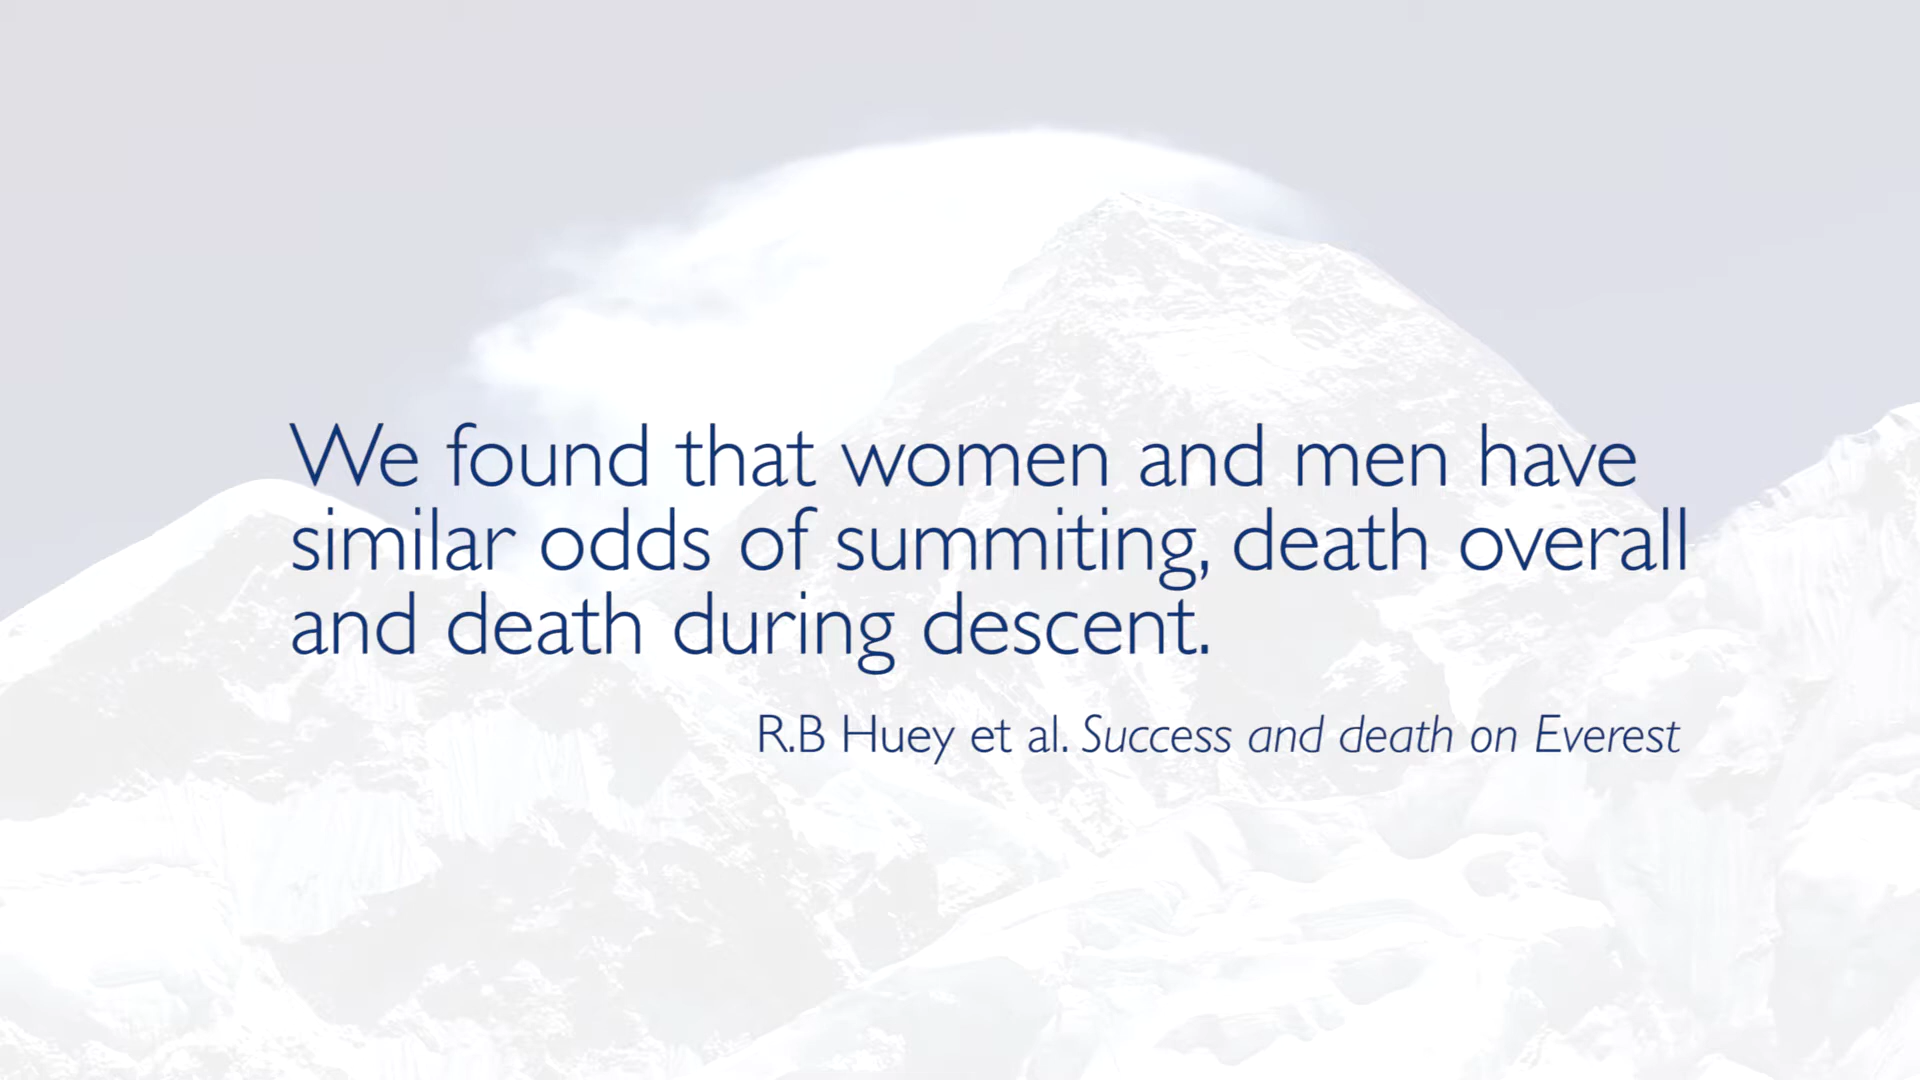 We found that women and men have
similar odds of summiting, death overall
and death during descent.
R.B Huey et al. Success and death on Everest